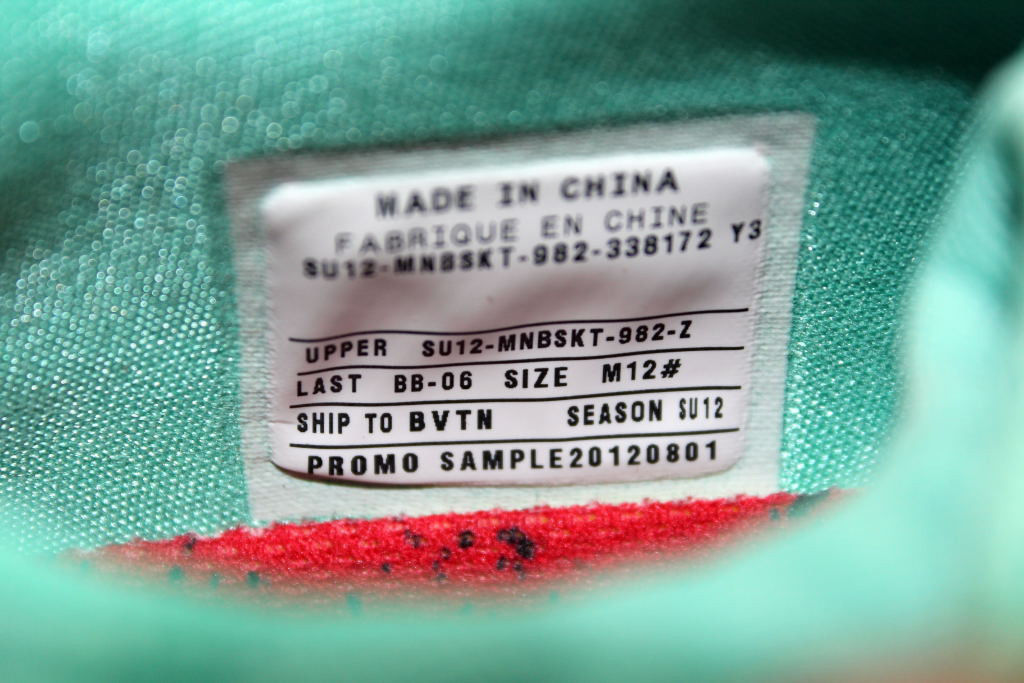 MADE IN CHINA
FABRIQUE EN CHINE
SU12-MNBSKT-982-338172 Y3
UPPER SU12-MNBSKT-982-Z
LAST BB-06 SIZE M12#
SHIP TO BVTN SEASON SU12
PROMO SAMPLE20120801